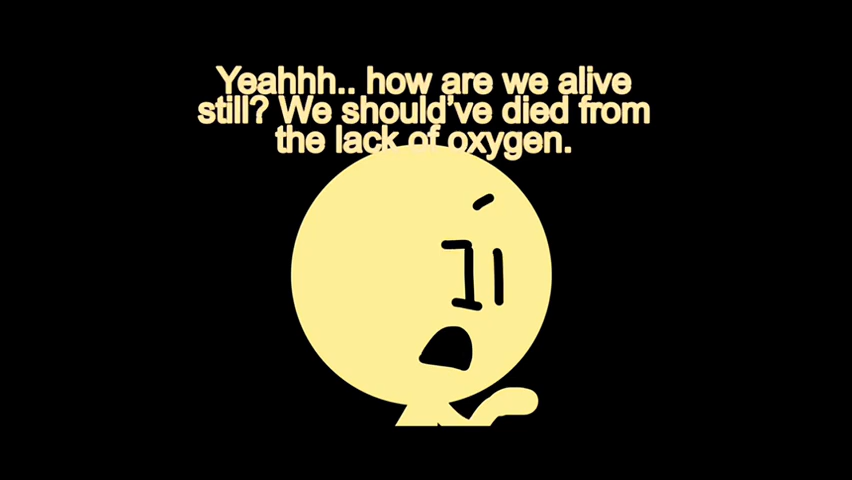 Yeahhh.. how are we alive
still? We should've died from
the lack of oxygen.